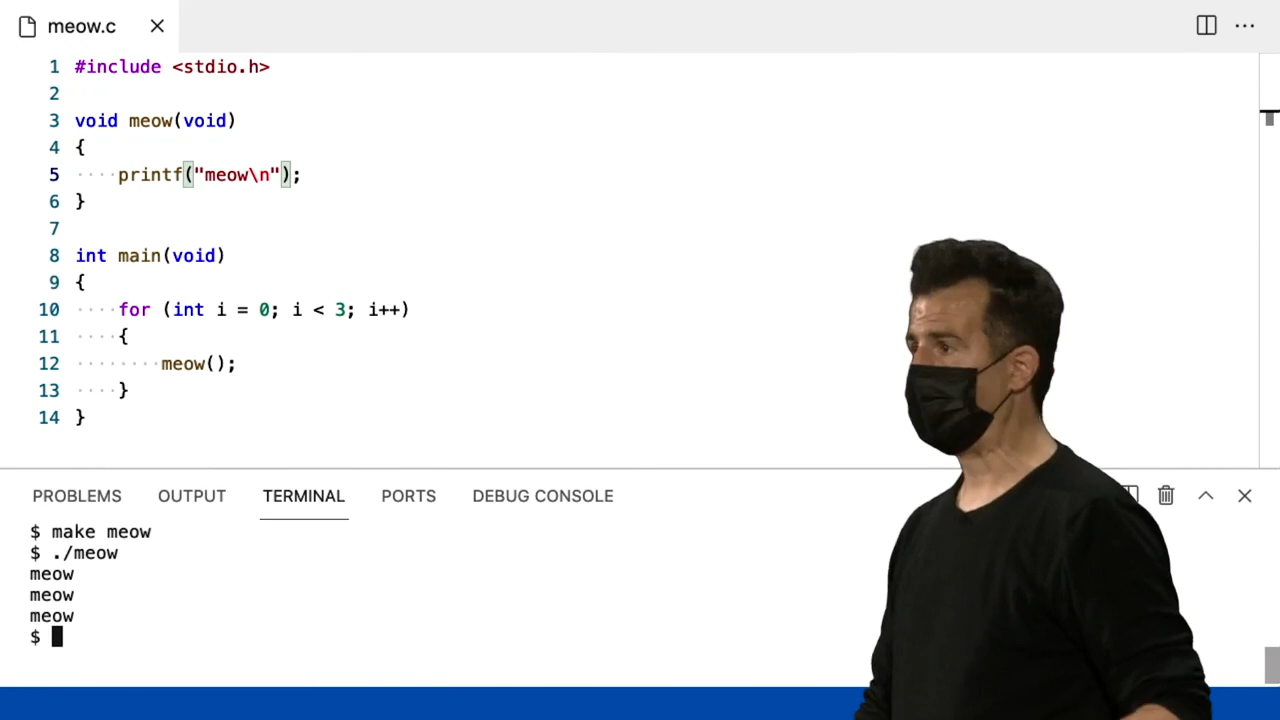 meow.c
1 #include <stdio.h>
2
3 void meow(void)
4 {
5 ····printf("meow\n");
6 }
7
8 int main(void)
9 {
10 ····for (int i = 0; i < 3; i++)
11 ····{
12 ········meow();
13 ····}
14 }
PROBLEMS OUTPUT TERMINAL PORTS DEBUG CONSOLE
$ make meow
$ ./meow
meow
meow
meow
$